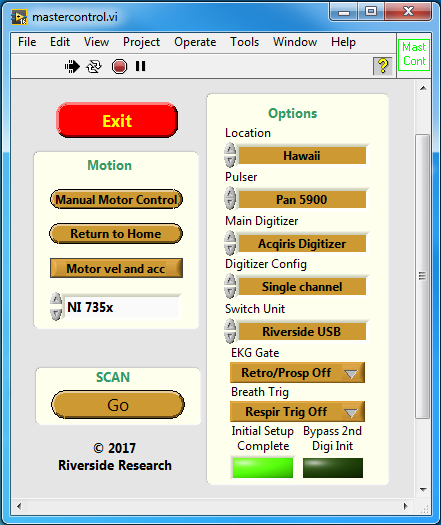 mastercontrol.vi
File Edit View Project Operate Tools Window Help
?
Mast
Cont
Exit
Motion
Manual Motor Control
Return to Home
Motor vel and acc
NI 735x
SCAN
Go
© 2017
Riverside Research
Options
Location
Hawaii
Pulser
Pan 5900
Main Digitizer
Acqiris Digitizer
Digitizer Config
Single channel
Switch Unit
Riverside USB
EKG Gate
Retro/Prosp Off
Breath Trig
Respir Trig Off
Initial Setup
Complete
Bypass 2nd
Digi Init